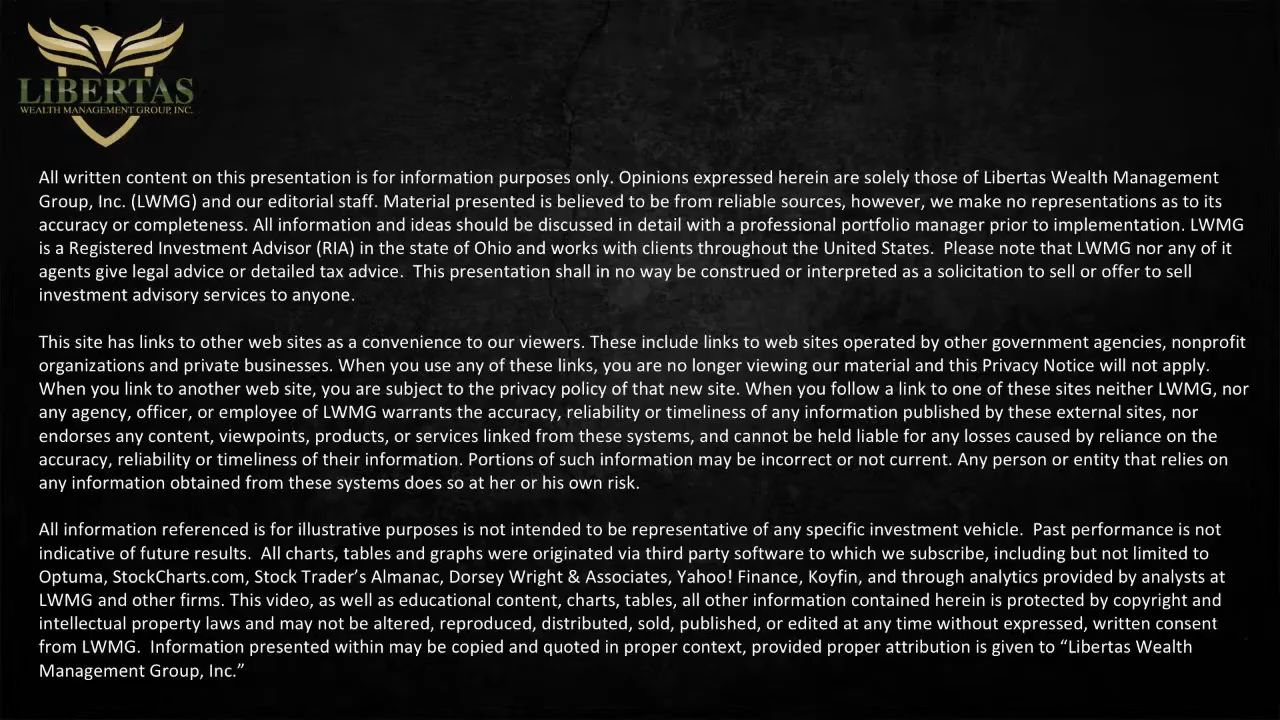 LIBERTAS
WEALTH MANAGEMENT GROUP, INC.
All written content on this presentation is for information purposes only. Opinions expressed herein are solely those of Libertas Wealth Management
Group, Inc. (LWMG) and our editorial staff. Material presented is believed to be from reliable sources, however, we make no representations as to its
accuracy or completeness. All information and ideas should be discussed in detail with a professional portfolio manager prior to implementation. LWMG
is a Registered Investment Advisor (RIA) in the state of Ohio and works with clients throughout the United States.  Please note that LWMG nor any of it
agents give legal advice or detailed tax advice.  This presentation shall in no way be construed or interpreted as a solicitation to sell or offer to sell
investment advisory services to anyone.
This site has links to other web sites as a convenience to our viewers. These include links to web sites operated by other government agencies, nonprofit
organizations and private businesses. When you use any of these links, you are no longer viewing our material and this Privacy Notice will not apply.
When you link to another web site, you are subject to the privacy policy of that new site. When you follow a link to one of these sites neither LWMG, nor
any agency, officer, or employee of LWMG warrants the accuracy, reliability or timeliness of any information published by these external sites, nor
endorses any content, viewpoints, products, or services linked from these systems, and cannot be held liable for any losses caused by reliance on the
accuracy, reliability or timeliness of their information. Portions of such information may be incorrect or not current. Any person or entity that relies on
any information obtained from these systems does so at her or his own risk.
All information referenced is for illustrative purposes is not intended to be representative of any specific investment vehicle.  Past performance is not
indicative of future results.  All charts, tables and graphs were originated via third party software to which we subscribe, including but not limited to
Optuma, StockCharts.com, Stock Trader’s Almanac, Dorsey Wright & Associates, Yahoo! Finance, Koyfin, and through analytics provided by analysts at
LWMG and other firms. This video, as well as educational content, charts, tables, all other information contained herein is protected by copyright and
intellectual property laws and may not be altered, reproduced, distributed, sold, published, or edited at any time without expressed, written consent
from LWMG.  Information presented within may be copied and quoted in proper context, provided proper attribution is given to “Libertas Wealth
Management Group, Inc.”